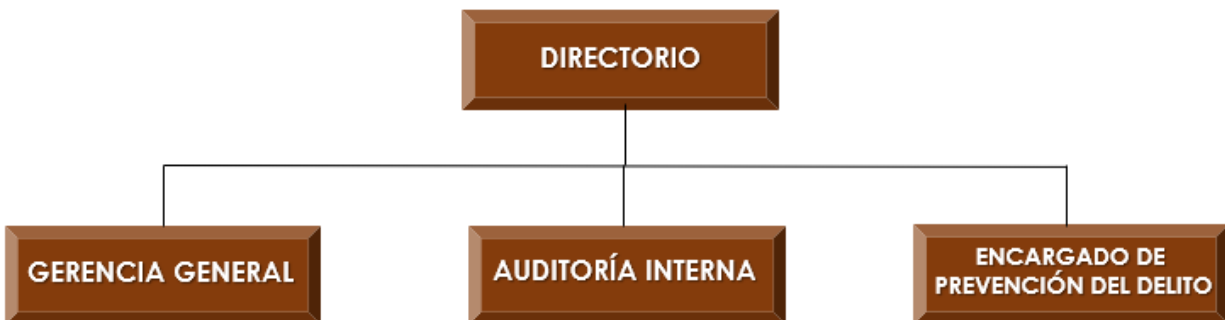 DIRECTORIO
GERENCIA GENERAL
AUDITORÍA INTERNA
ENCARGADO DE
PREVENCIÓN DEL DELITO